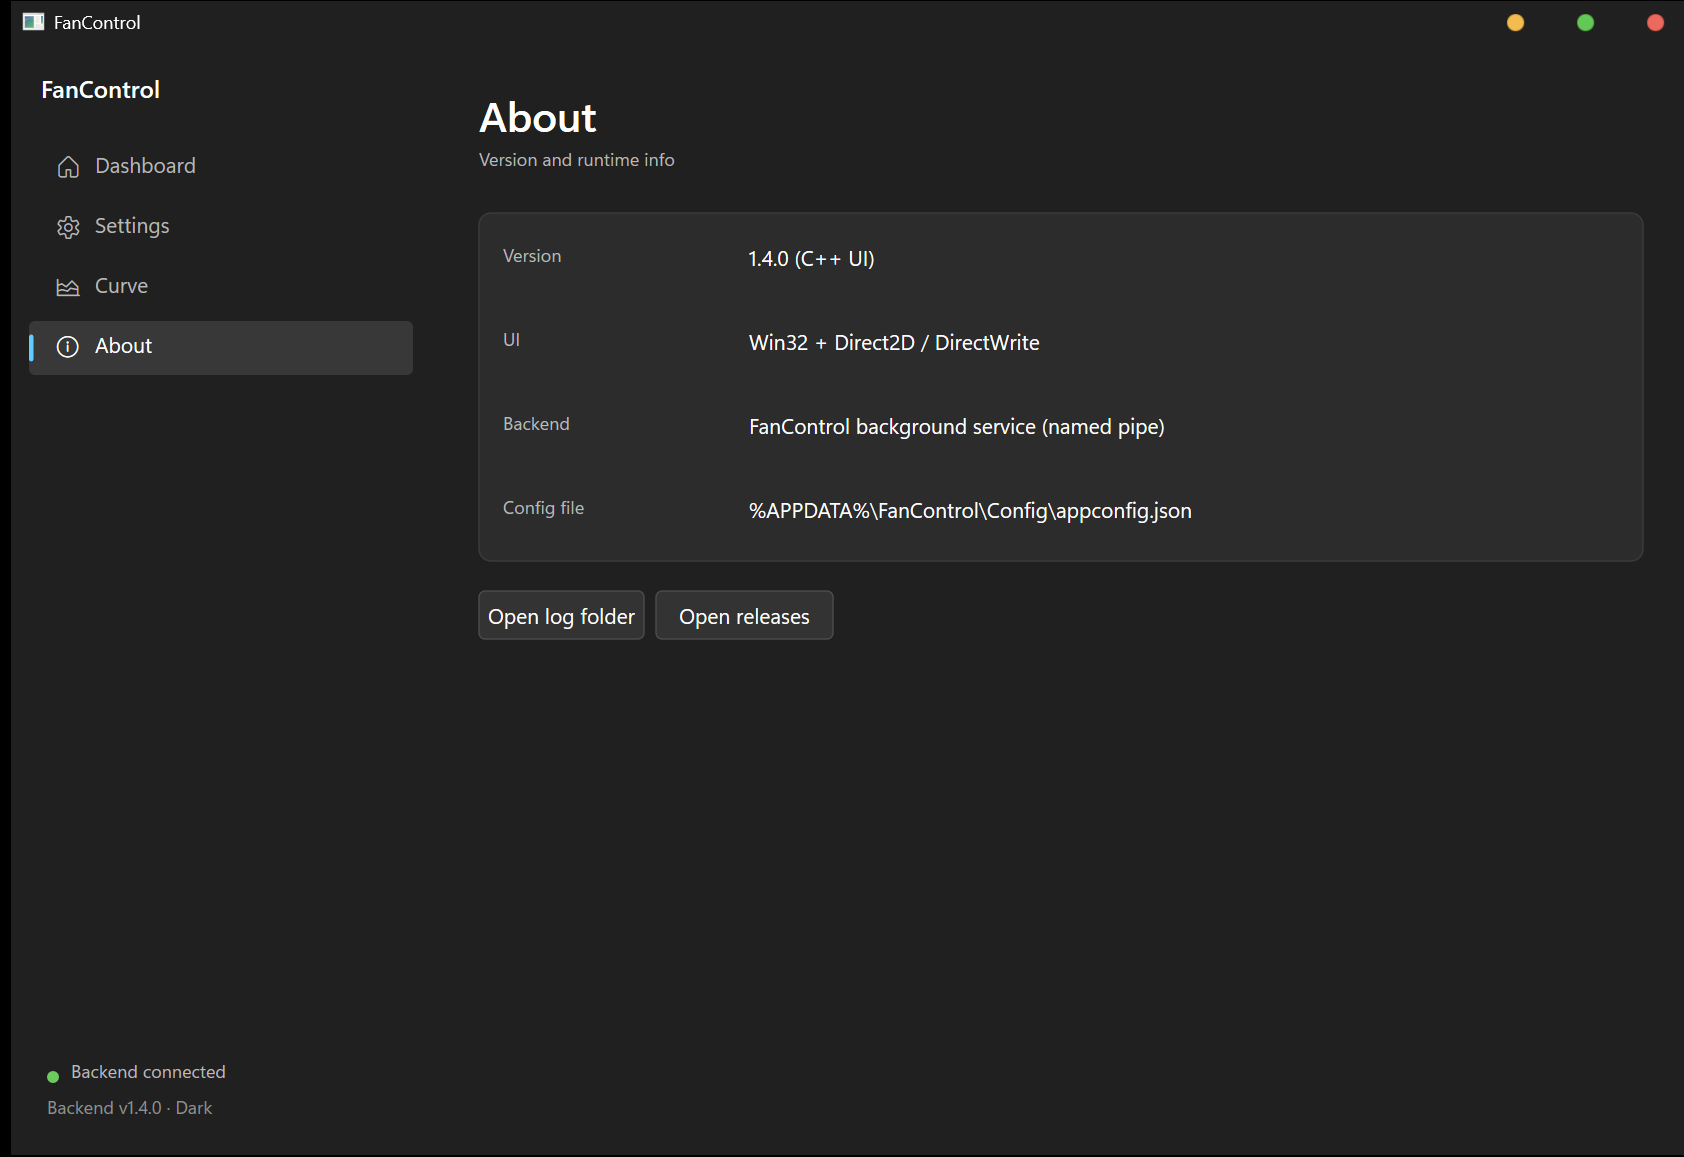 FanControl
FanControl
Dashboard
Settings
Curve
About
About
Version and runtime info
Version
1.4.0 (C++ UI)
UI
Win32 + Direct2D / DirectWrite
Backend
FanControl background service (named pipe)
Config file
%APPDATA%\FanControl\Config\appconfig.json
Open log folder
Open releases
Backend connected
Backend v1.4.0 · Dark